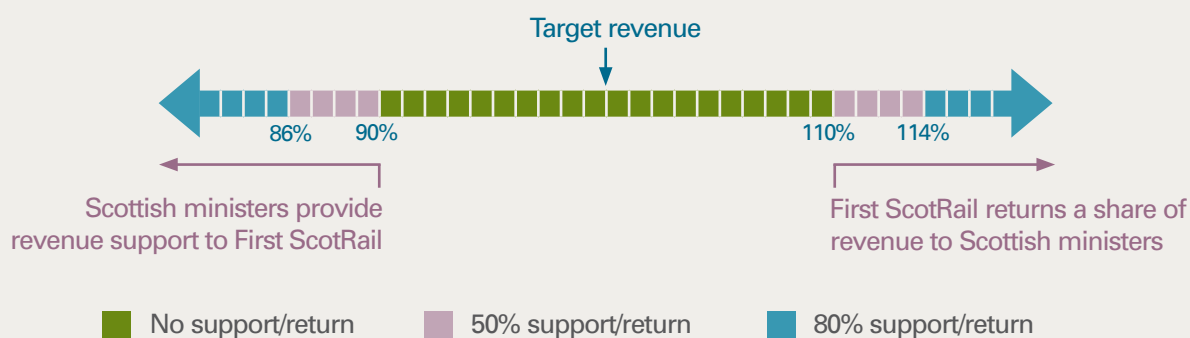 Target revenue
86%
90%
110%
114%
Scottish ministers provide
revenue support to First ScotRail
First ScotRail returns a share of
revenue to Scottish ministers
No support/return
50% support/return
80% support/return